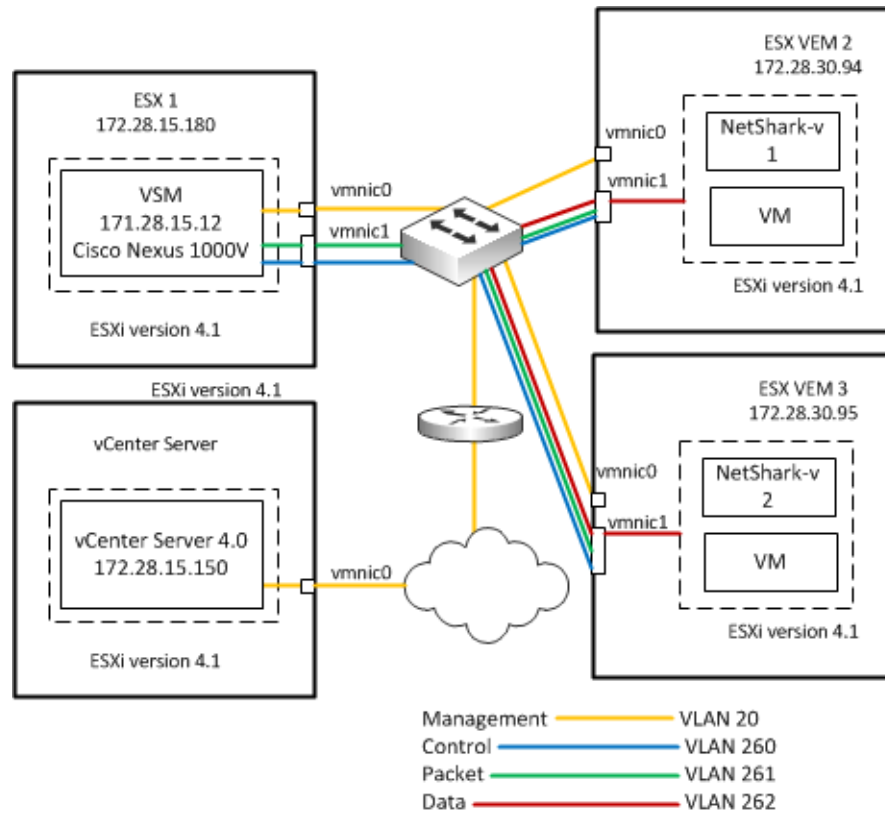 ESX 1
172.28.15.180
VSM
171.28.15.12
Cisco Nexus 1000V
ESXi version 4.1
vmnic0
vmnic1
ESX VEM 2
172.28.30.94
vmnic0
vmnic1
NetShark-v
1
VM
ESXi version 4.1
ESXi version 4.1
vCenter Server
vCenter Server 4.0
172.28.15.150
ESXi version 4.1
vmnic0
ESX VEM 3
172.28.30.95
vmnic0
vmnic1
NetShark-v
2
VM
ESXi version 4.1
Management VLAN 20
Control VLAN 260
Packet VLAN 261
Data VLAN 262